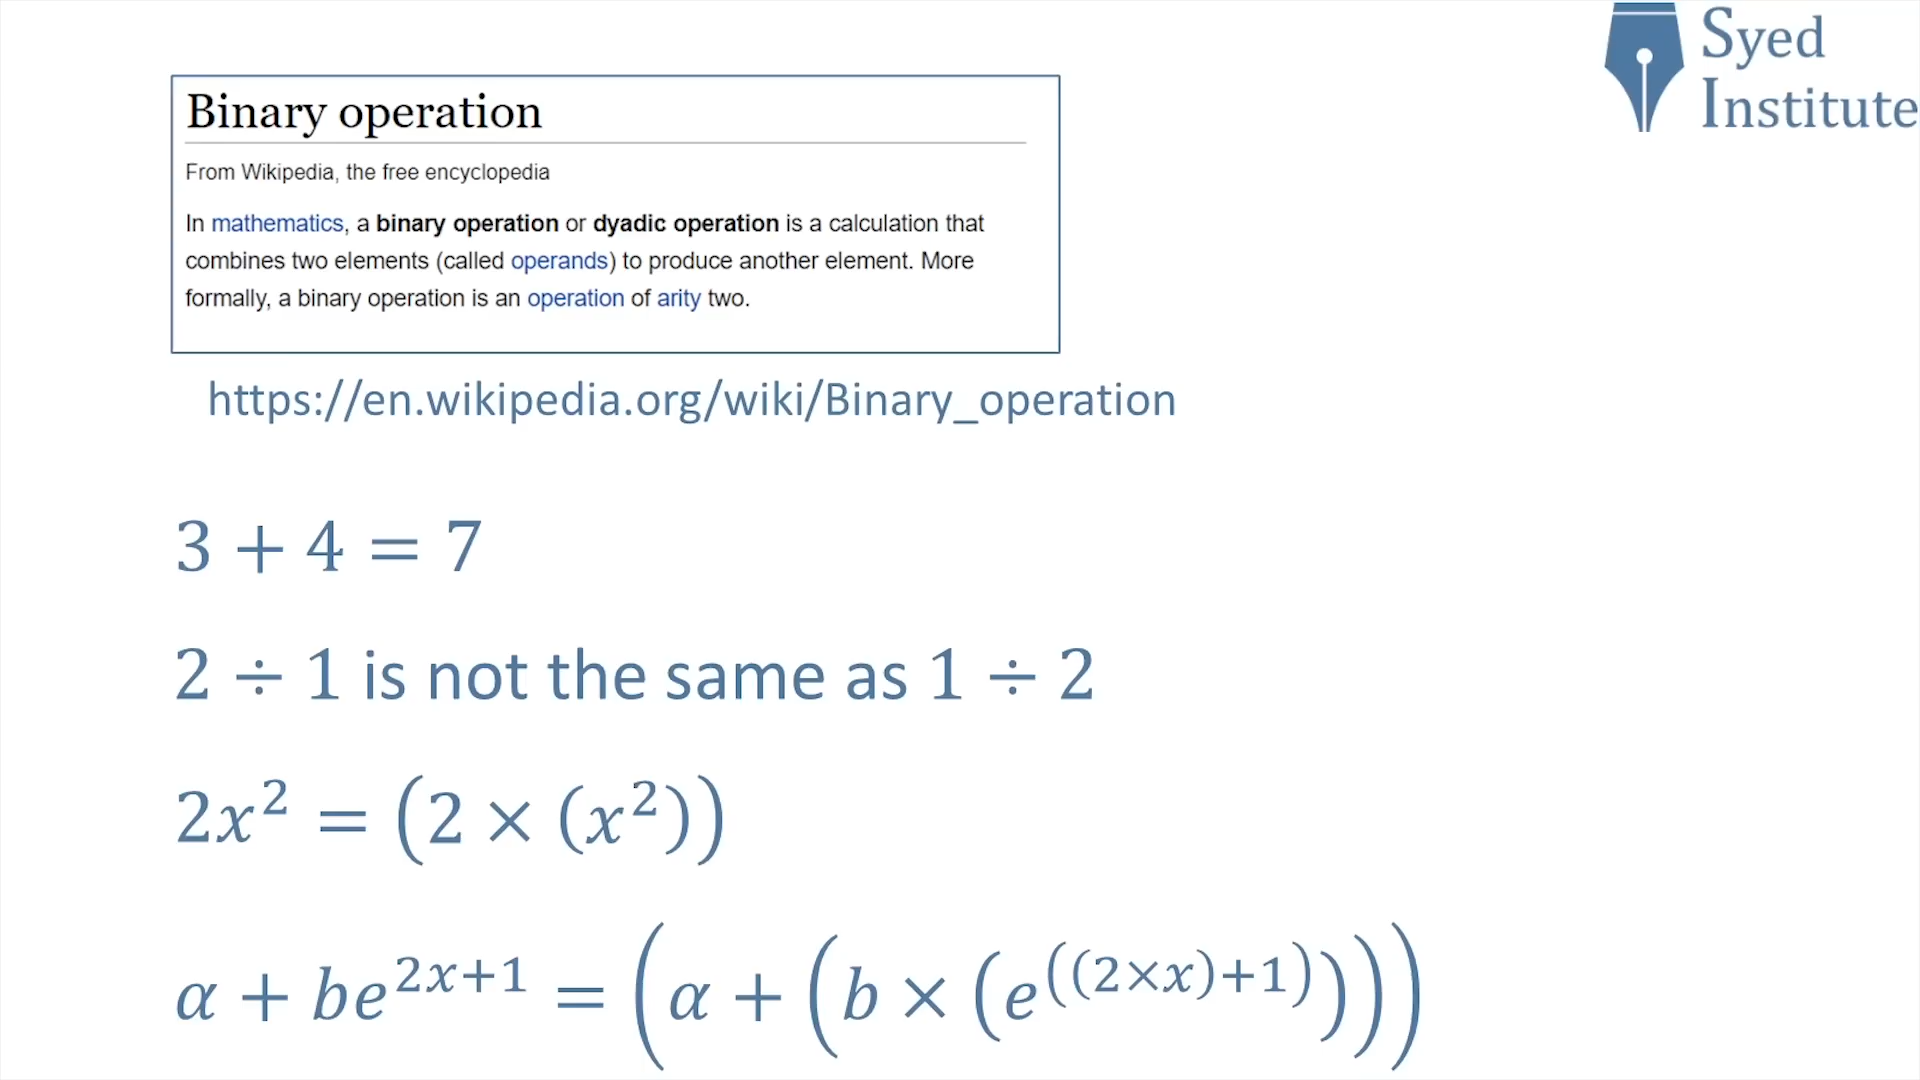 Syed
Institute
Binary operation
From Wikipedia, the free encyclopedia
In mathematics, a binary operation or dyadic operation is a calculation that
combines two elements (called operands) to produce another element. More
formally, a binary operation is an operation of arity two.
https://en.wikipedia.org/wiki/Binary_operation
3 + 4 = 7
2 ÷ 1 is not the same as 1 ÷ 2
2x² = (2 × (x²))
α + be^{2x+1} = (α + (b × (e^{((2×x)+1)})))